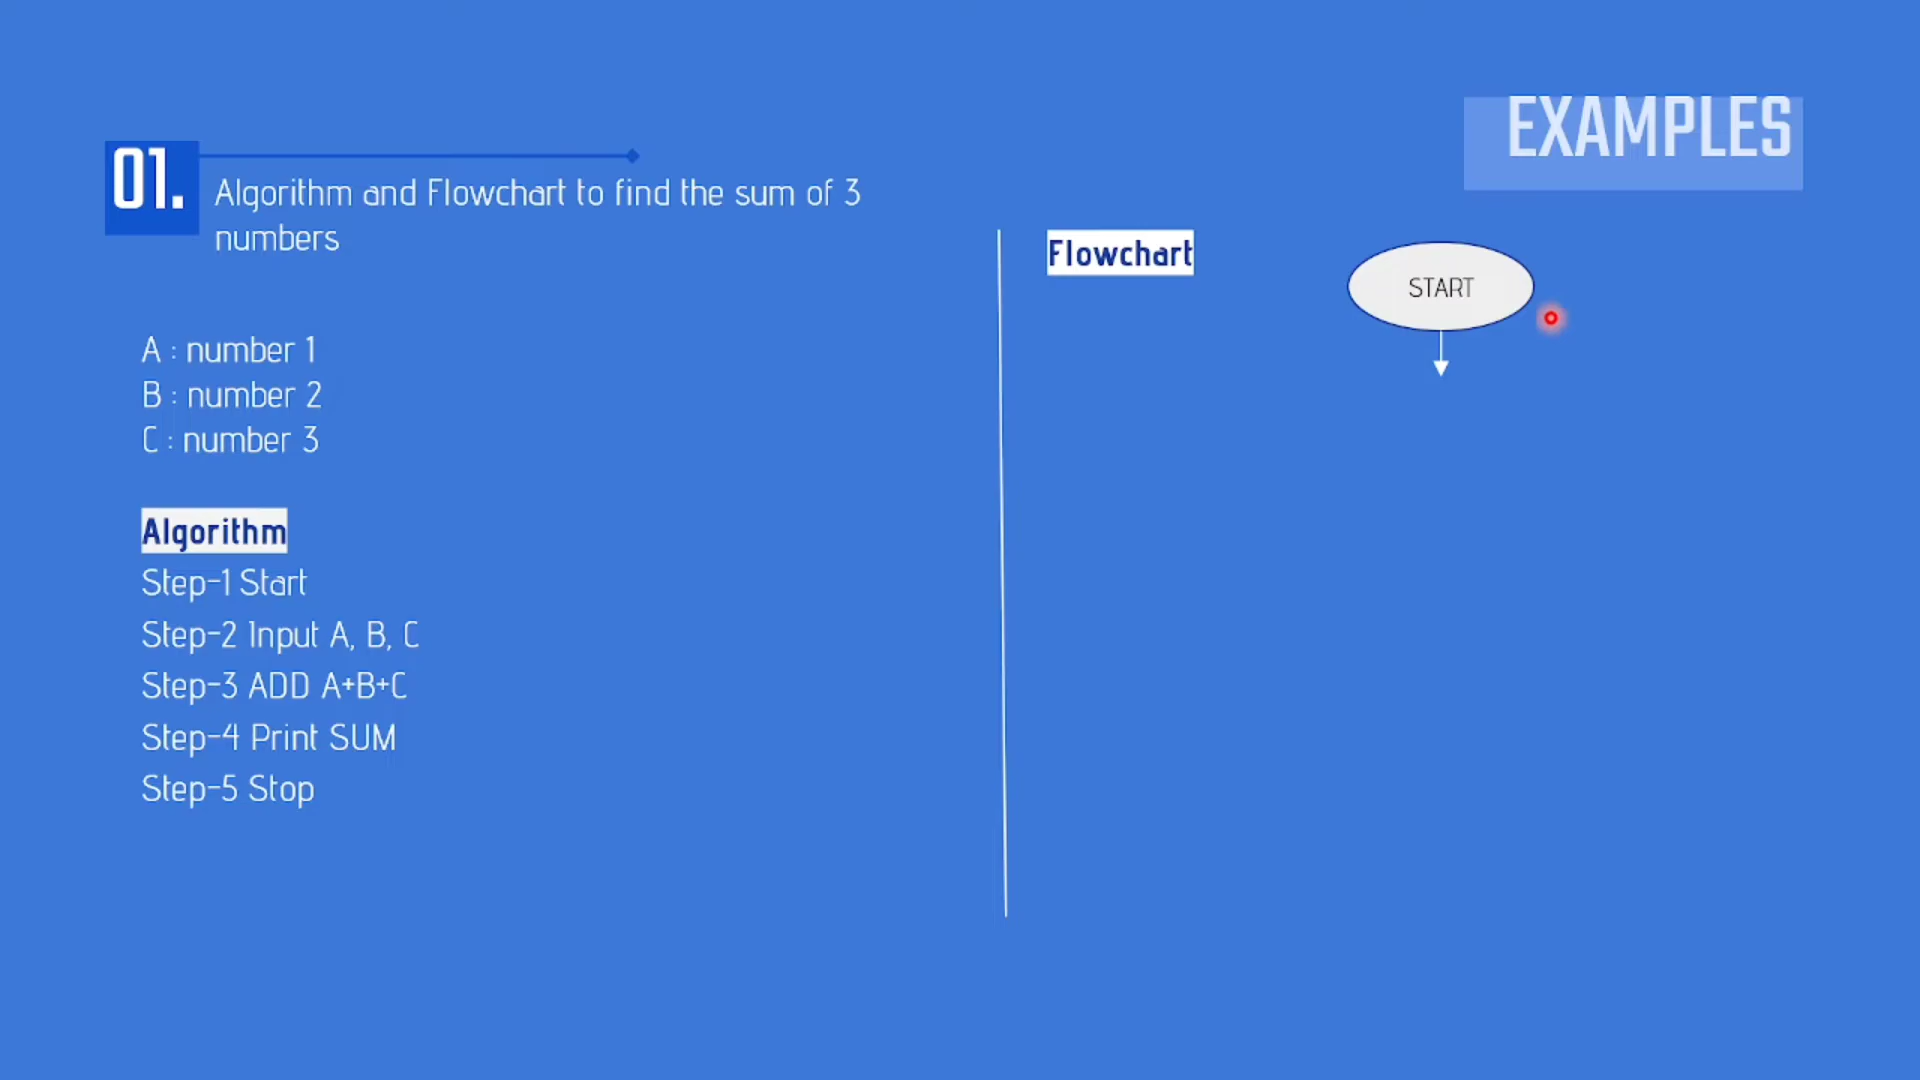 EXAMPLES
01.
Algorithm and Flowchart to find the sum of 3
numbers
A : number 1
B : number 2
C : number 3
Algorithm
Step-1 Start
Step-2 Input A, B, C
Step-3 ADD A+B+C
Step-4 Print SUM
Step-5 Stop
Flowchart
START